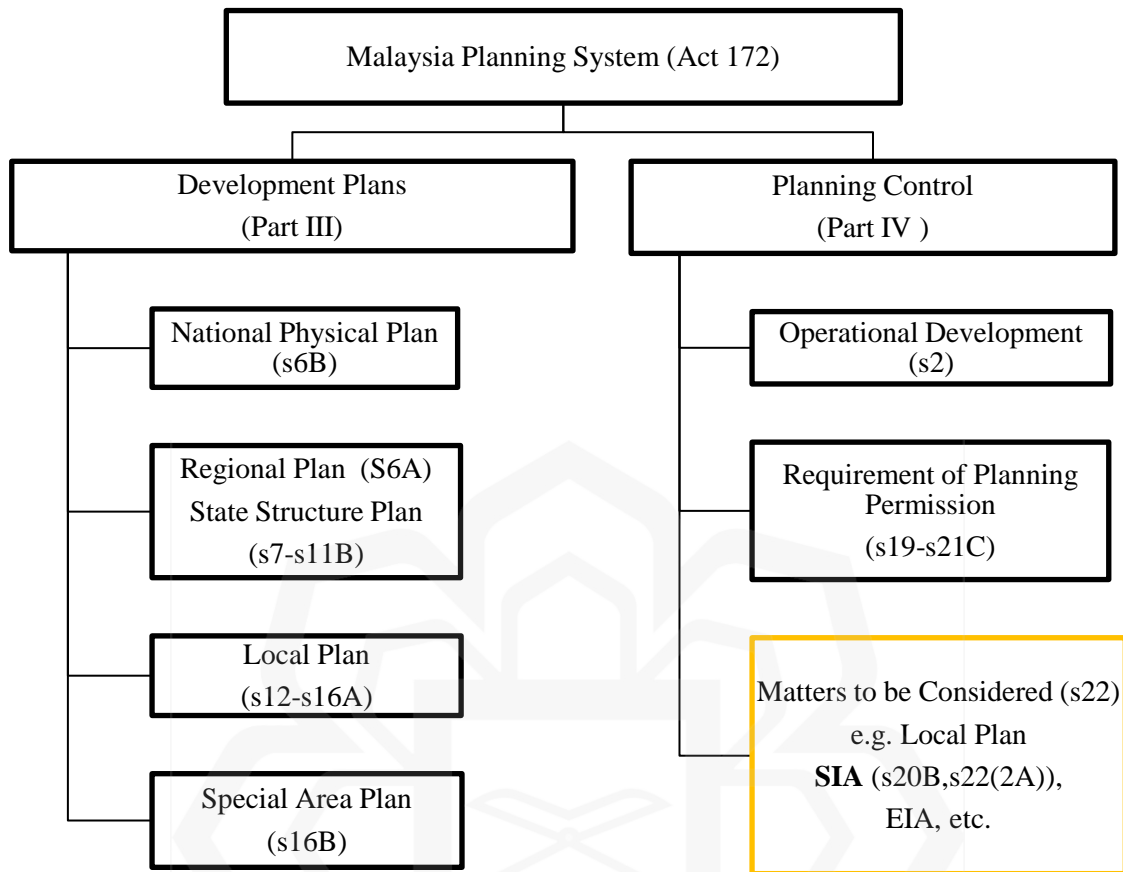 Malaysia Planning System (Act 172)
Development Plans
(Part III)
National Physical Plan
(s6B)
Regional Plan (S6A)
State Structure Plan
(s7-s11B)
Local Plan
(s12-s16A)
Special Area Plan
(s16B)
Planning Control
(Part IV )
Operational Development
(s2)
Requirement of Planning
Permission
(s19-s21C)
Matters to be Considered (s22)
e.g. Local Plan
SIA (s20B,s22(2A)),
EIA, etc.